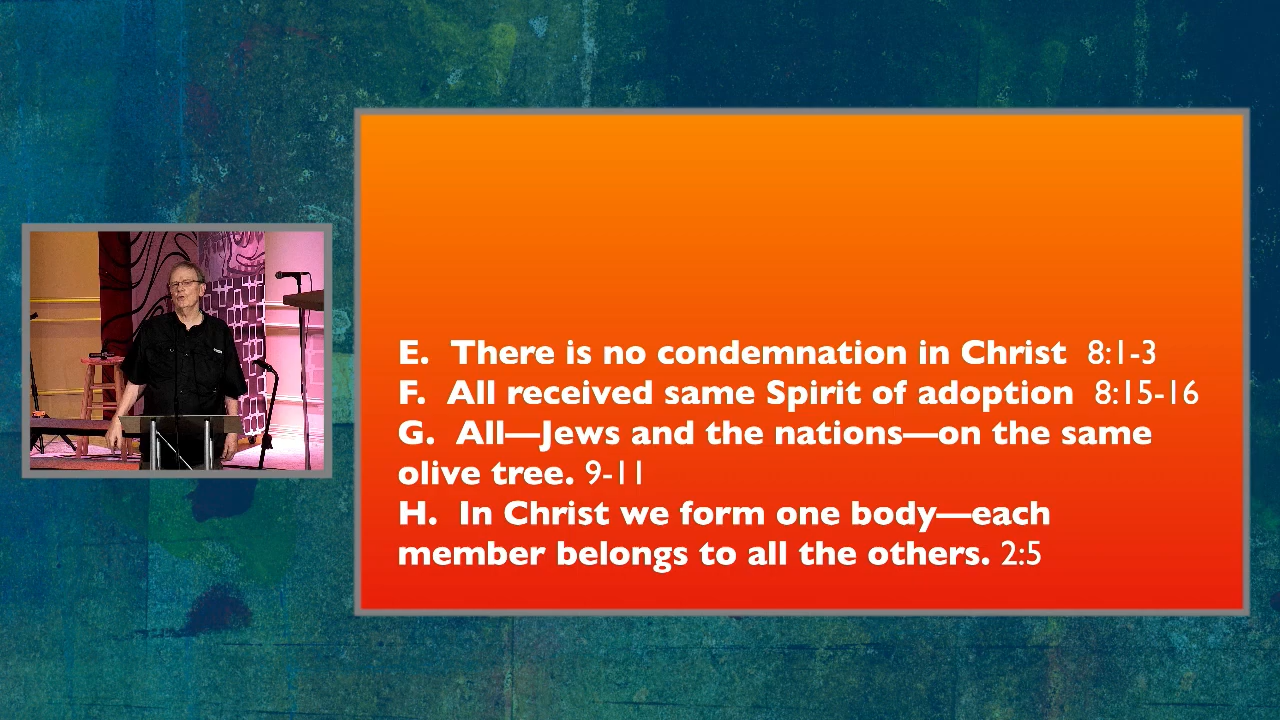 E. There is no condemnation in Christ 8:1-3
F. All received same Spirit of adoption 8:15-16
G. All—Jews and the nations—on the same
olive tree. 9-11
H. In Christ we form one body—each
member belongs to all the others. 2:5